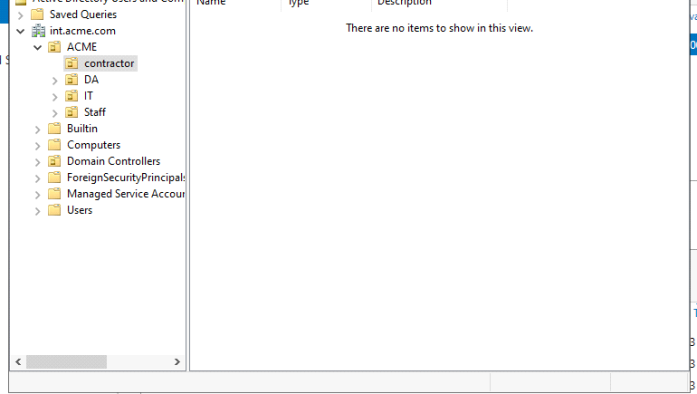 Active Directory Users and Com
Name Type Description
Saved Queries
There are no items to show in this view.
int.acme.com
ACME
contractor
DA
IT
Staff
Builtin
Computers
Domain Controllers
ForeignSecurityPrincipals
Managed Service Accour
Users